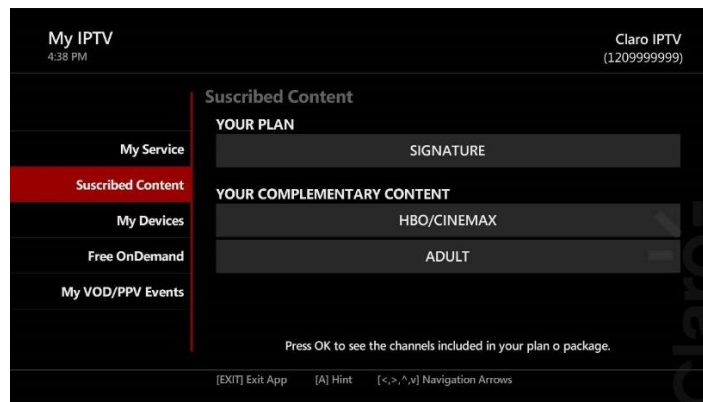 My IPTV
4:38 PM
Claro IPTV
(1209999999)
Suscribed Content
YOUR PLAN
SIGNATURE
My Service
Suscribed Content
My Devices
Free OnDemand
My VOD/PPV Events
YOUR COMPLEMENTARY CONTENT
HBO/CINEMAX
ADULT
Press OK to see the channels included in your plan o package.
[EXIT] Exit App [A] Hint [<,>,^,v] Navigation Arrows
Claro